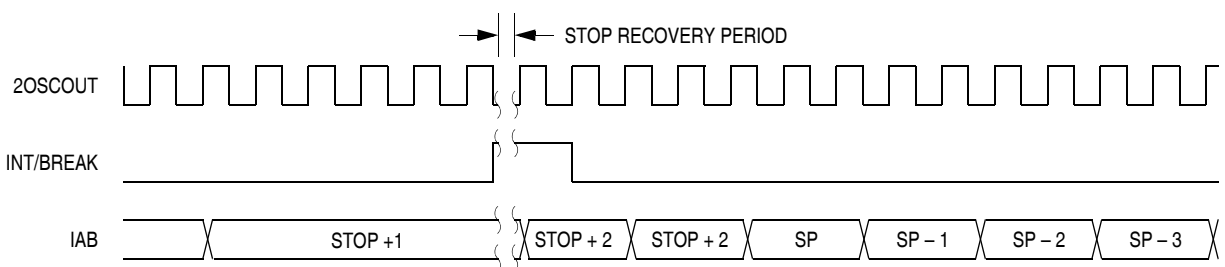 STOP RECOVERY PERIOD
2OSCOUT
INT/BREAK
IAB
STOP +1
STOP + 2
STOP + 2
SP
SP – 1
SP – 2
SP – 3